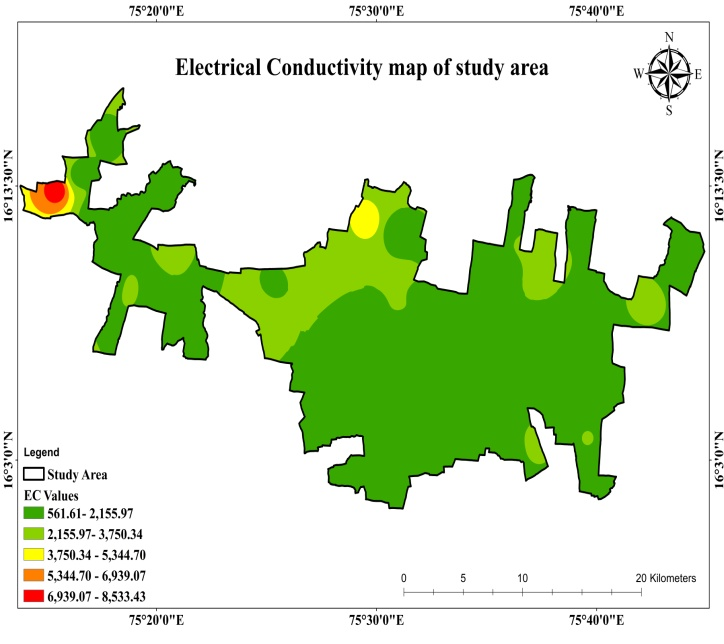 75°20'0"E 75°30'0"E 75°40'0"E
Electrical Conductivity map of study area
N
W E
S
16°13'30"N 16°13'30"N
16°3'0"N 16°3'0"N
Legend
Study Area
EC Values
561.61- 2,155.97
2,155.97- 3,750.34
3,750.34 - 5,344.70
5,344.70 - 6,939.07
6,939.07 - 8,533.43
0 5 10 20 Kilometers
75°20'0"E 75°30'0"E 75°40'0"E